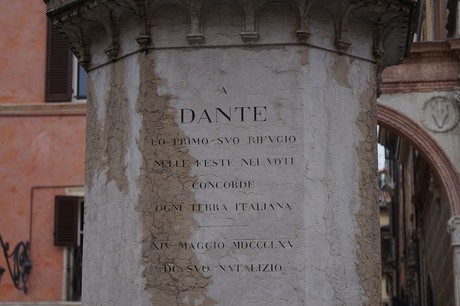 A
DANTE
LO PRIMO SVO RIFVGIO
NELLE FESTE NEI VOTI
CONCORDE
OGNI TERRA ITALIANA
XIV MAGGIO MDCCCLXV
DC. SVO NATALIZIO